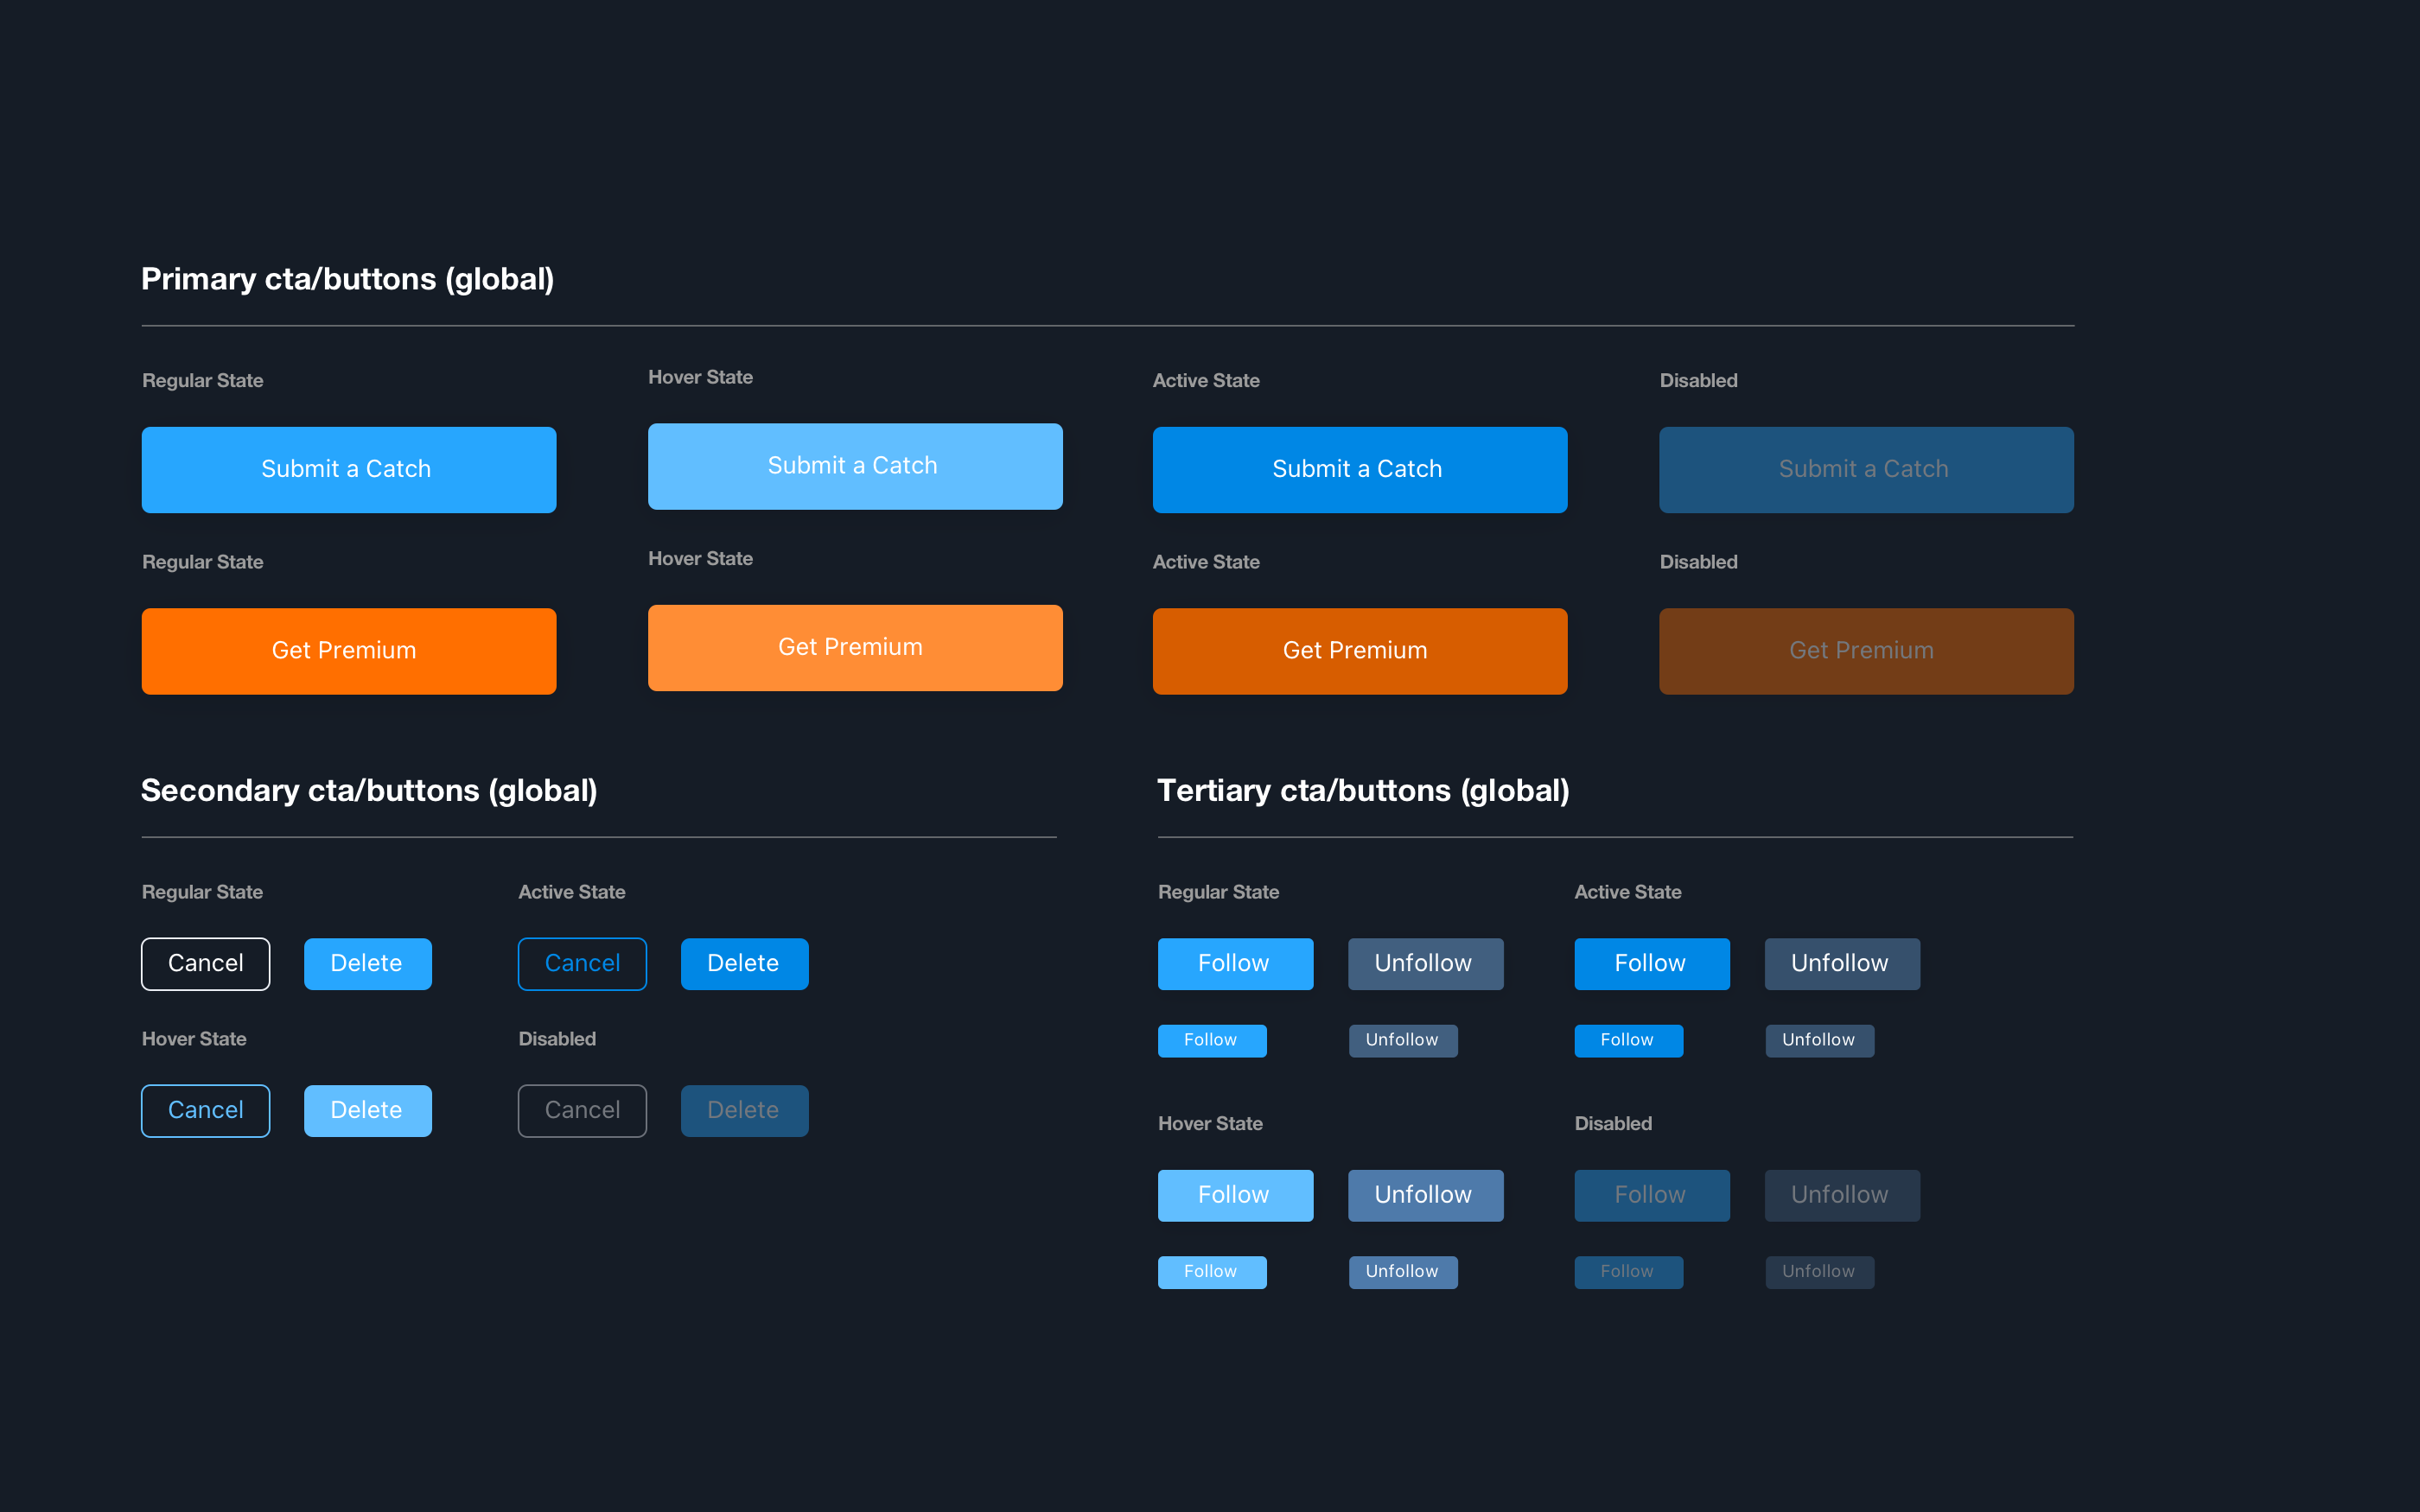 Primary cta/buttons (global)
Regular State
Hover State
Active State
Disabled
Submit a Catch
Submit a Catch
Submit a Catch
Submit a Catch
Regular State
Hover State
Active State
Disabled
Get Premium
Get Premium
Get Premium
Get Premium
Secondary cta/buttons (global)
Regular State
Active State
Cancel
Delete
Cancel
Delete
Hover State
Disabled
Cancel
Delete
Cancel
Delete
Tertiary cta/buttons (global)
Regular State
Active State
Follow
Unfollow
Follow
Unfollow
Follow
Unfollow
Follow
Unfollow
Hover State
Disabled
Follow
Unfollow
Follow
Unfollow
Follow
Unfollow
Follow
Unfollow